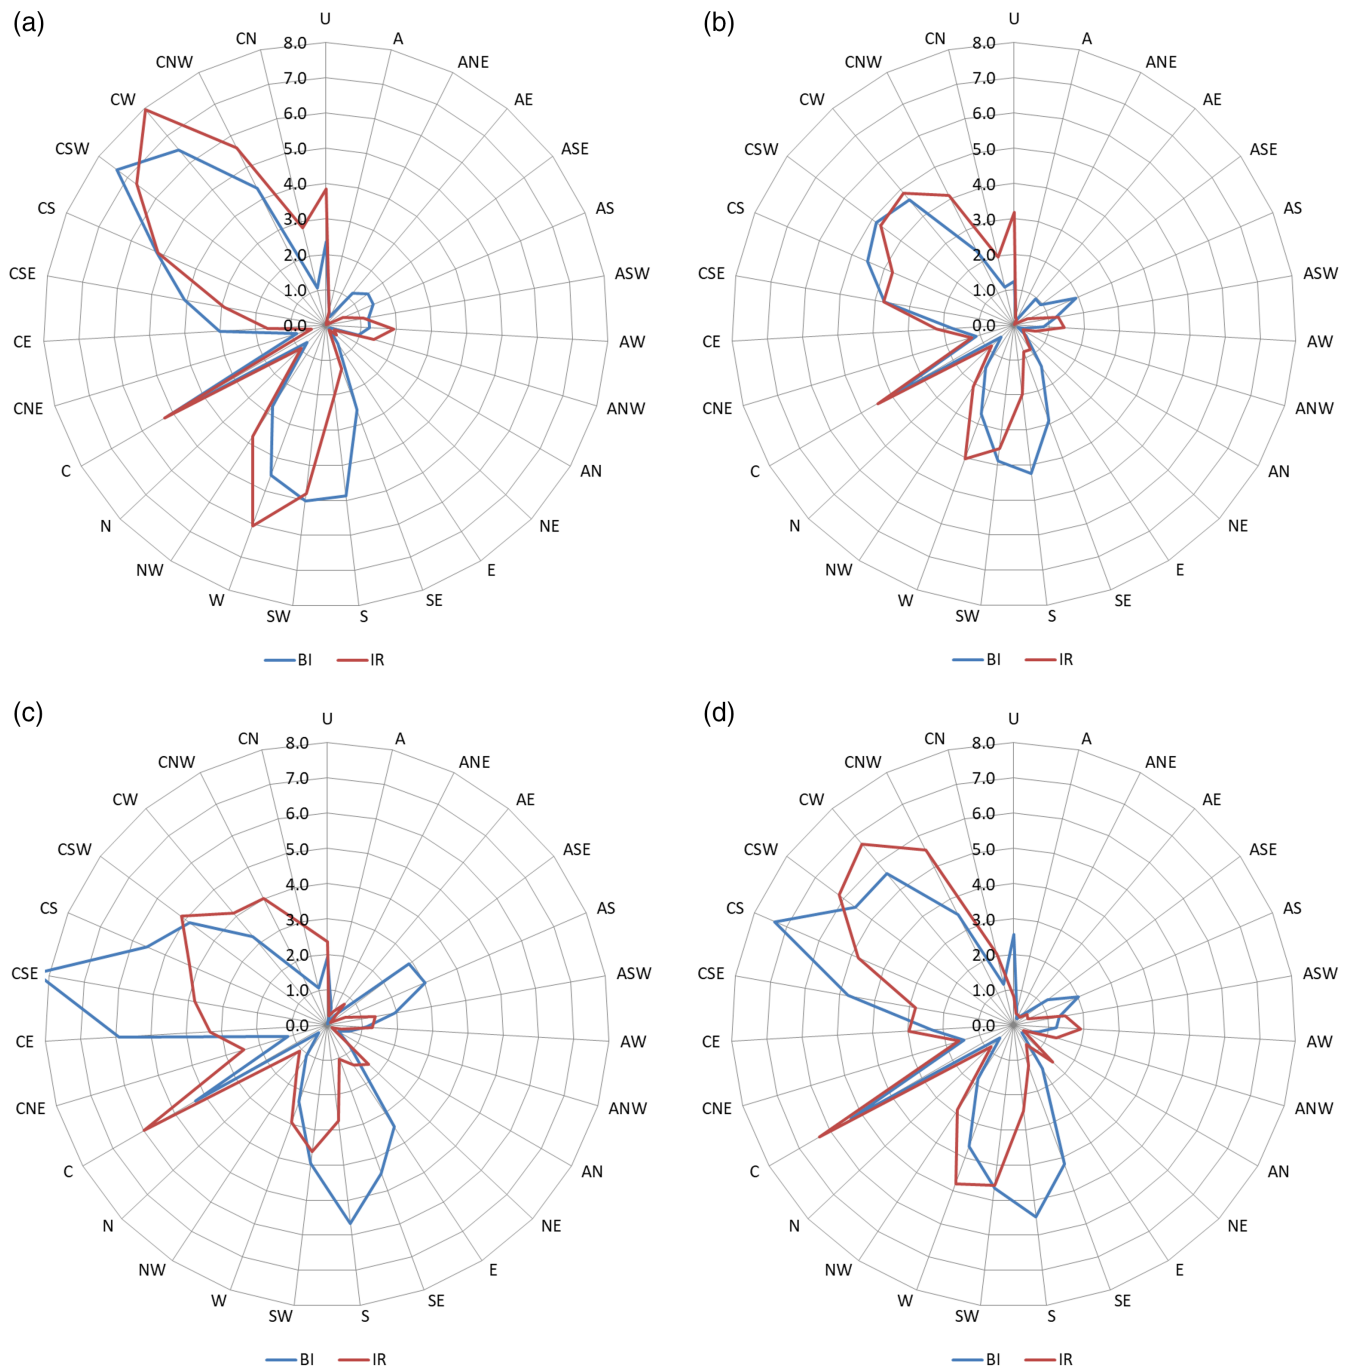 (a)
U
A
ANE
AE
ASE
AS
ASW
AW
ANW
AN
NE
E
SE
S
SW
W
NW
N
C
CNE
CE
CSE
CS
CSW
CW
CNW
CN
8.0
7.0
6.0
5.0
4.0
3.0
2.0
1.0
0.0
BI IR
(b)
U
A
ANE
AE
ASE
AS
ASW
AW
ANW
AN
NE
E
SE
S
SW
W
NW
N
C
CNE
CE
CSE
CS
CSW
CW
CNW
CN
8.0
7.0
6.0
5.0
4.0
3.0
2.0
1.0
0.0
BI IR
(c)
U
A
ANE
AE
ASE
AS
ASW
AW
ANW
AN
NE
E
SE
S
SW
W
NW
N
C
CNE
CE
CSE
CS
CSW
CW
CNW
CN
8.0
7.0
6.0
5.0
4.0
3.0
2.0
1.0
0.0
BI IR
(d)
U
A
ANE
AE
ASE
AS
ASW
AW
ANW
AN
NE
E
SE
S
SW
W
NW
N
C
CNE
CE
CSE
CS
CSW
CW
CNW
CN
8.0
7.0
6.0
5.0
4.0
3.0
2.0
1.0
0.0
BI IR